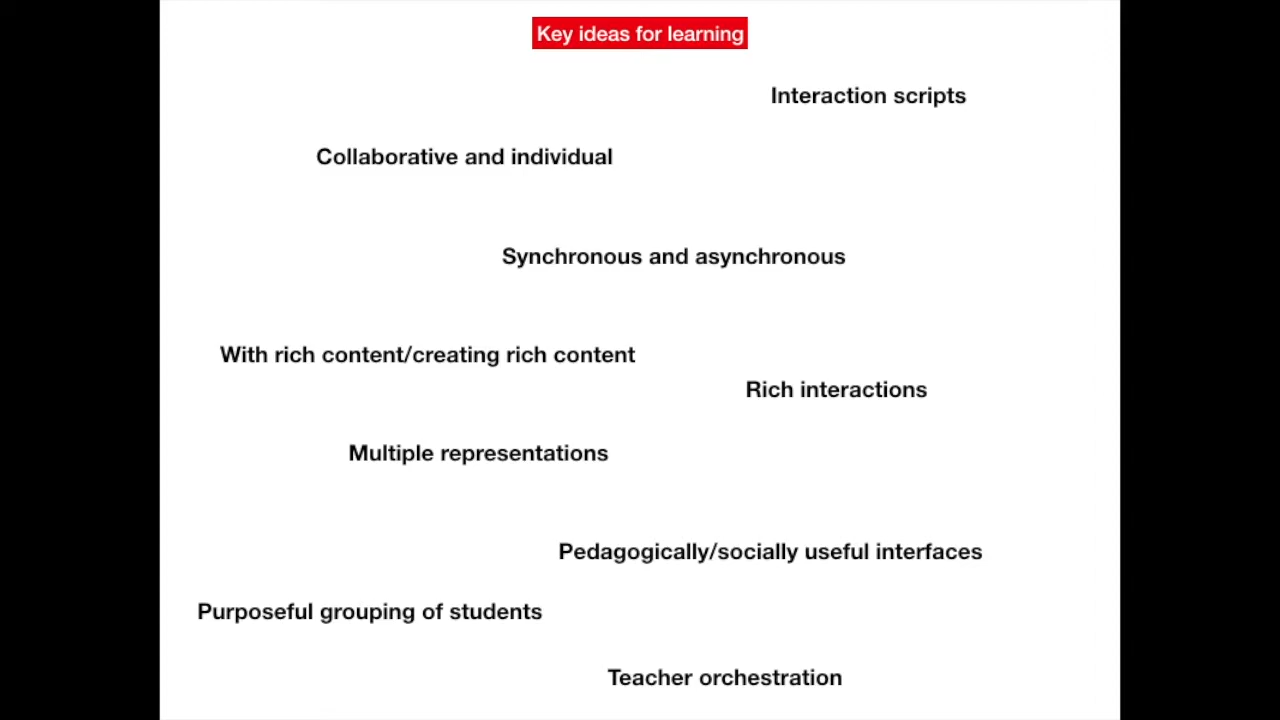 Key ideas for learning
Interaction scripts
Collaborative and individual
Synchronous and asynchronous
With rich content/creating rich content
Rich interactions
Multiple representations
Pedagogically/socially useful interfaces
Purposeful grouping of students
Teacher orchestration